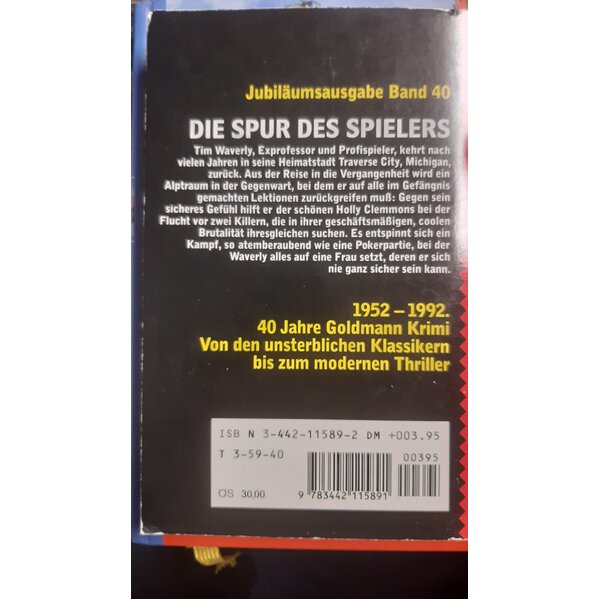 Jubiläumsausgabe Band 40
DIE SPUR DES SPIELERS
Tim Waverly, Exprofessor und Profispieler, kehrt nach
vielen Jahren in seine Heimatstadt Traverse City, Michigan,
zurück. Aus der Reise in die Vergangenheit wird ein
Alptraum in der Gegenwart, bei dem er auf alle im Gefängnis
gemachten Lektionen zurückgreifen muß: Gegen sein
sicheres Gefühl hilft er der schönen Holly Clemmons bei der
Flucht vor zwei Killern, die in ihrer geschäftsmäßigen, coolen
Brutalität ihresgleichen suchen. Es entspinnt sich ein
Kampf, so atemberaubend wie eine Pokerpartie, bei der
Waverly alles auf eine Frau setzt, deren er sich
nie ganz sicher sein kann.
1952 – 1992.
40 Jahre Goldmann Krimi
Von den unsterblichen Klassikern
bis zum modernen Thriller
ISB N 3-442-11589-2 DM +003.95
T 3-59-40
00395
ÖS 30,00
9 783442 115891